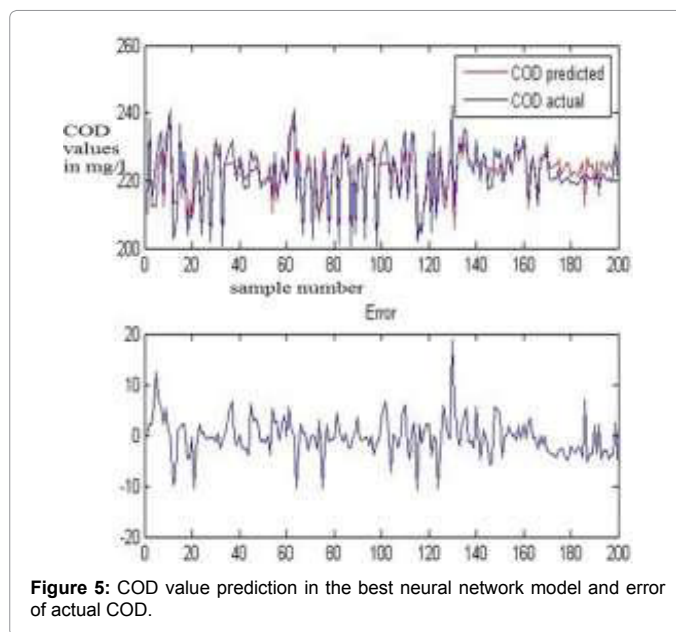 260
240
COD
values
in mg/l
220
200
COD predicted
COD actual
0 20 40 60 80 100 120 140 160 180 200
sample number
Error
20
10
0
-10
-20
0 20 40 60 80 100 120 140 160 180 200
Figure 5: COD value prediction in the best neural network model and error
of actual COD.